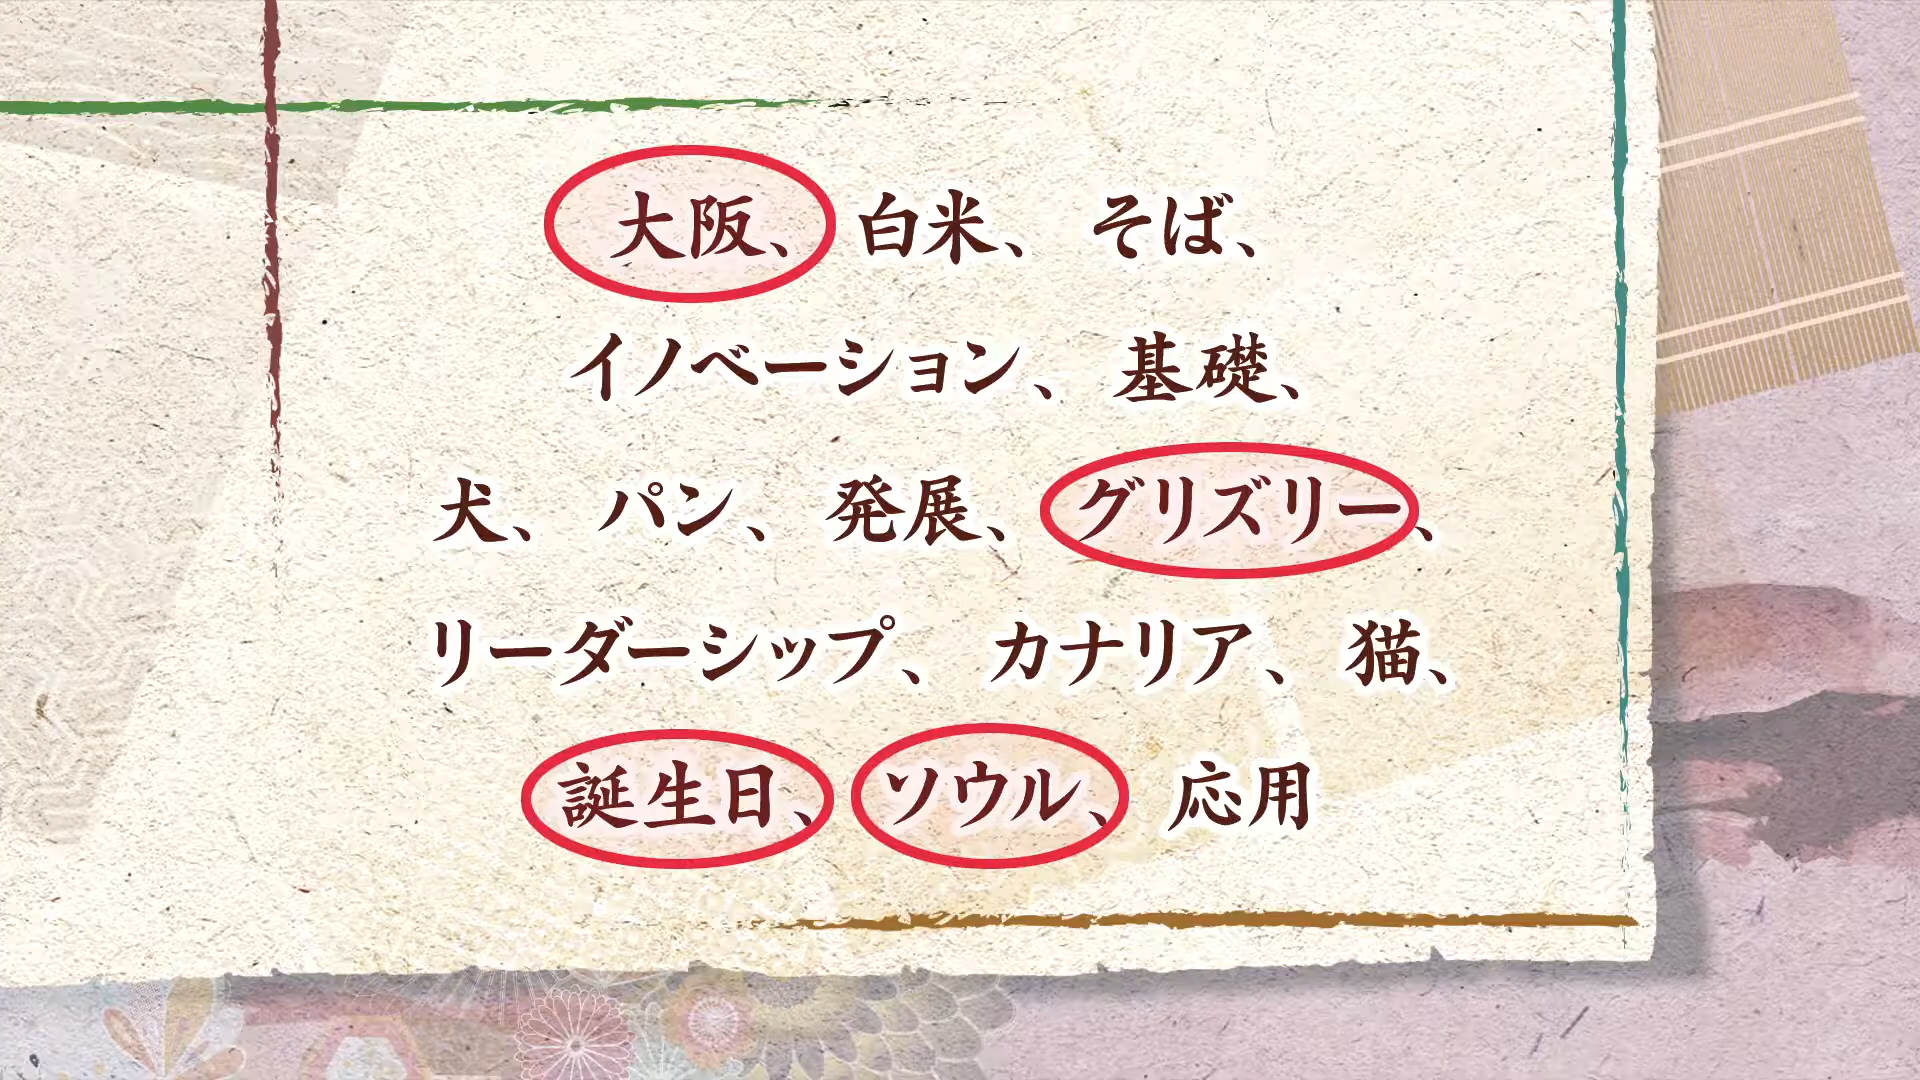 大阪、 白米、 そば、
イノベーション、 基礎、
犬、 パン、 発展、 グリズリー、
リーダーシップ、 カナリア、 猫、
誕生日、 ソウル、 応用